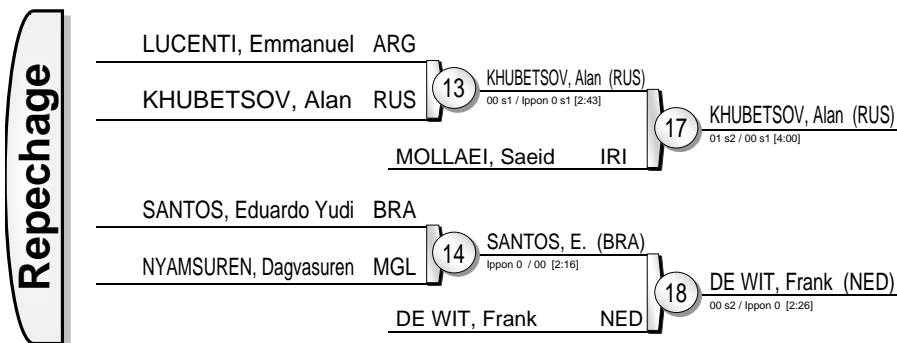 Repechage
LUCENTI, Emmanuel ARG
KHUBETSOV, Alan RUS
13
KHUBETSOV, Alan (RUS)
00 s1 / Ippon 0 s1 [2:43]
MOLLAEI, Saeid IRI
17
KHUBETSOV, Alan (RUS)
01 s2 / 00 s1 [4:00]
SANTOS, Eduardo Yudi BRA
NYAMSUREN, Dagvasuren MGL
14
SANTOS, E. (BRA)
Ippon 0 / 00 [2:16]
DE WIT, Frank NED
18
DE WIT, Frank (NED)
00 s2 / Ippon 0 [2:26]